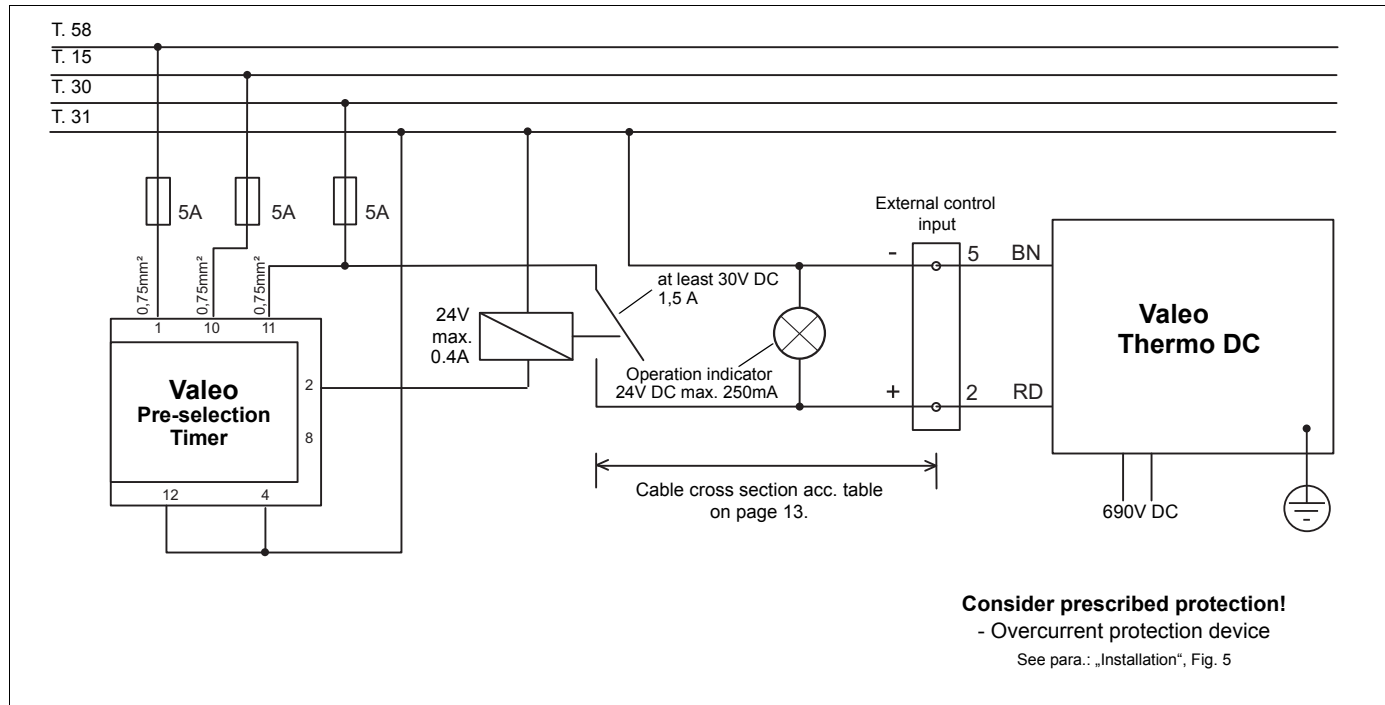 T. 58
T. 15
T. 30
T. 31
5A
5A
5A
External control
input
0,75mm²
0,75mm²
0,75mm²
- 5 BN
at least 30V DC
1,5 A
24V
max.
0.4A
1 10 11
Valeo
Pre-selection
Timer
2
8
12 4
Operation indicator
24V DC max. 250mA
+ 2 RD
Valeo
Thermo DC
Cable cross section acc. table
on page 13.
690V DC
Consider prescribed protection!
- Overcurrent protection device
See para.: „Installation“, Fig. 5